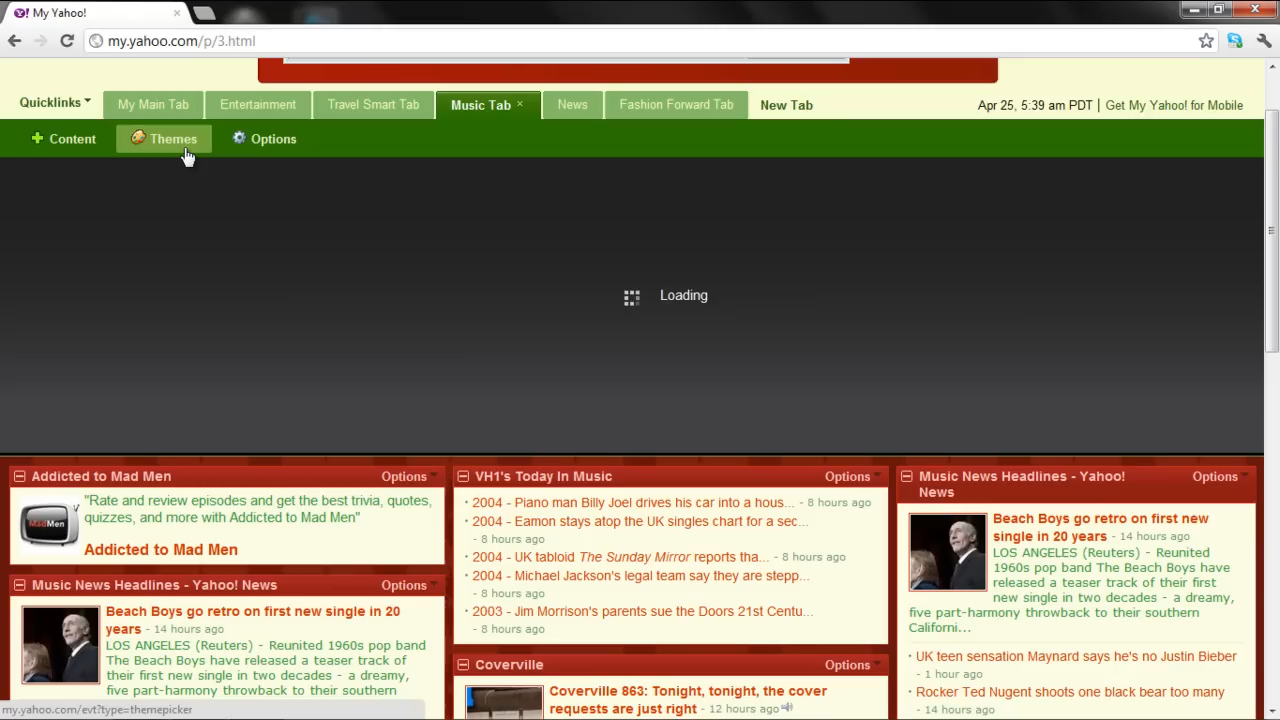 My Yahoo!
my.yahoo.com/p/3.html
Quicklinks My Main Tab Entertainment Travel Smart Tab Music Tab × News Fashion Forward Tab New Tab Apr 25, 5:39 am PDT | Get My Yahoo! for Mobile
Content Themes Options
Loading
Addicted to Mad Men Options
"Rate and review episodes and get the best trivia, quotes,
quizzes, and more with Addicted to Mad Men"
MadMen
Addicted to Mad Men
Music News Headlines - Yahoo! News Options
Beach Boys go retro on first new single in 20
years - 14 hours ago
LOS ANGELES (Reuters) - Reunited 1960s pop band
The Beach Boys have released a teaser track of
their first new single in two decades - a dreamy,
five part-harmony throwback to their southern
VH1's Today In Music Options
2004 - Piano man Billy Joel drives his car into a hous... - 8 hours ago
2004 - Eamon stays atop the UK singles chart for a sec...
- 8 hours ago
2004 - UK tabloid The Sunday Mirror reports tha... - 8 hours ago
2004 - Michael Jackson's legal team say they are stepp...
- 8 hours ago
2003 - Jim Morrison's parents sue the Doors 21st Centu...
- 8 hours ago
Coverville Options
Coverville 863: Tonight, tonight, the cover
requests are just right - 12 hours ago
Music News Headlines - Yahoo! Options
News
Beach Boys go retro on first new
single in 20 years - 14 hours ago
LOS ANGELES (Reuters) - Reunited
1960s pop band The Beach Boys have
released a teaser track of their first
new single in two decades - a dreamy,
five part-harmony throwback to their southern
Californi...
UK teen sensation Maynard says he's no Justin Bieber
- 1 hour ago
Rocker Ted Nugent shoots one black bear too many
- 14 hours ago
my.yahoo.com/evt?type=themepicker